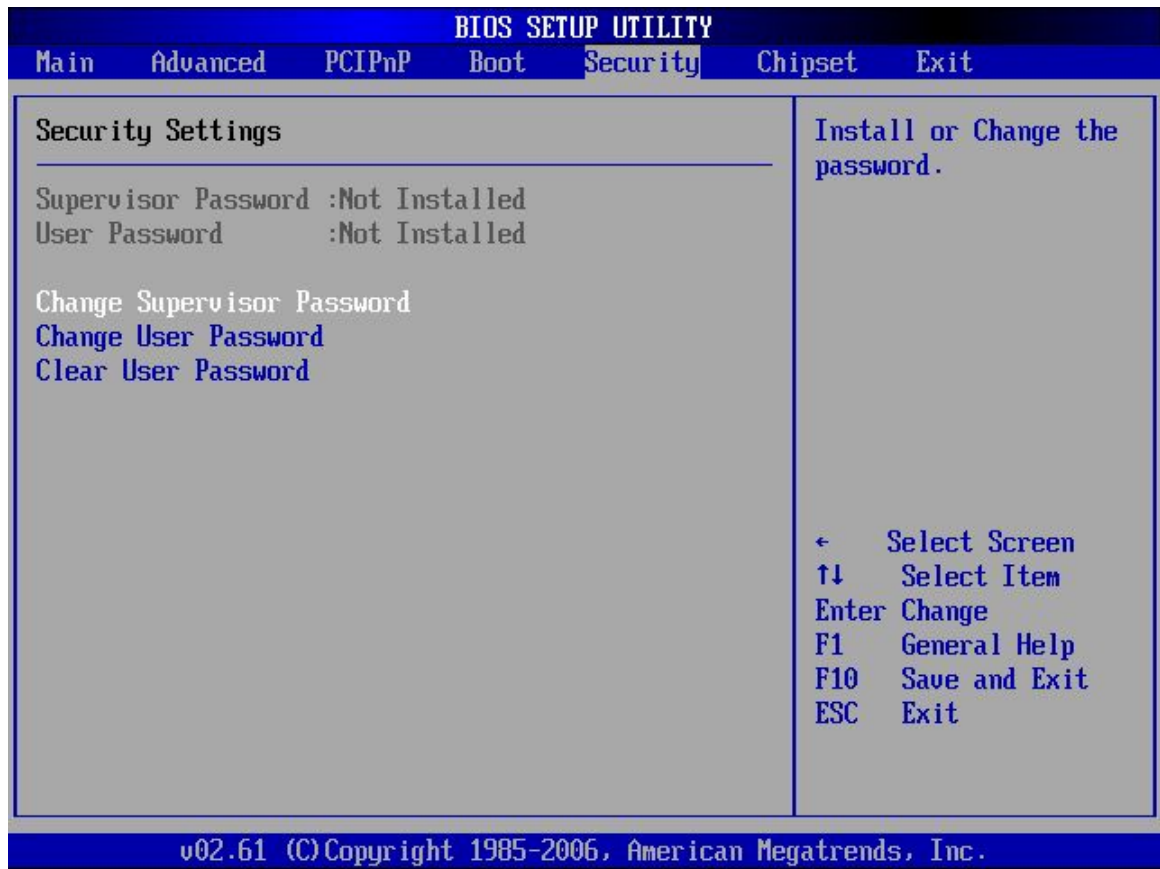 BIOS SETUP UTILITY
Main Advanced PCIPnP Boot Security Chipset Exit
Security Settings
Supervisor Password :Not Installed
User Password :Not Installed
Change Supervisor Password
Change User Password
Clear User Password
Install or Change the
password.
← Select Screen
↑↓ Select Item
Enter Change
F1 General Help
F10 Save and Exit
ESC Exit
v02.61 (C)Copyright 1985-2006, American Megatrends, Inc.